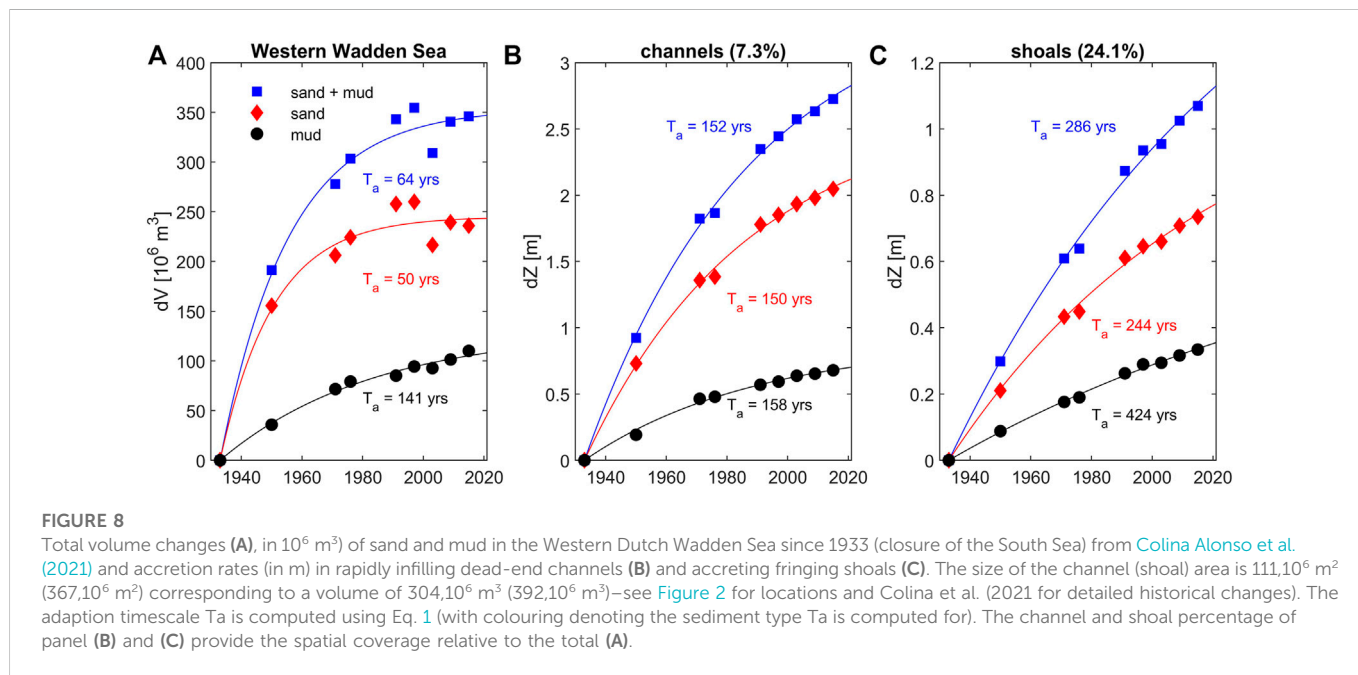 A Western Wadden Sea
400
350
300
250
200
150
100
50
0
dV [10⁶ m³]
sand + mud
sand
mud
Tₐ = 64 yrs
Tₐ = 50 yrs
Tₐ = 141 yrs
1940 1960 1980 2000 2020
B channels (7.3%)
3
2.5
2
1.5
1
0.5
0
dZ [m]
Tₐ = 152 yrs
Tₐ = 150 yrs
Tₐ = 158 yrs
1940 1960 1980 2000 2020
C shoals (24.1%)
1.2
1
0.8
0.6
0.4
0.2
0
dZ [m]
Tₐ = 286 yrs
Tₐ = 244 yrs
Tₐ = 424 yrs
1940 1960 1980 2000 2020
FIGURE 8
Total volume changes (A), in 10⁶ m³) of sand and mud in the Western Dutch Wadden Sea since 1933 (closure of the South Sea) from Colina Alonso et al.
(2021) and accretion rates (in m) in rapidly infilling dead-end channels (B) and accreting fringing shoals (C). The size of the channel (shoal) area is 111,10⁶ m²
(367,10⁶ m²) corresponding to a volume of 304,10⁶ m³ (392,10⁶ m³)–see Figure 2 for locations and Colina et al. (2021 for detailed historical changes). The
adaption timescale Ta is computed using Eq. 1 (with colouring denoting the sediment type Ta is computed for). The channel and shoal percentage of
panel (B) and (C) provide the spatial coverage relative to the total (A).